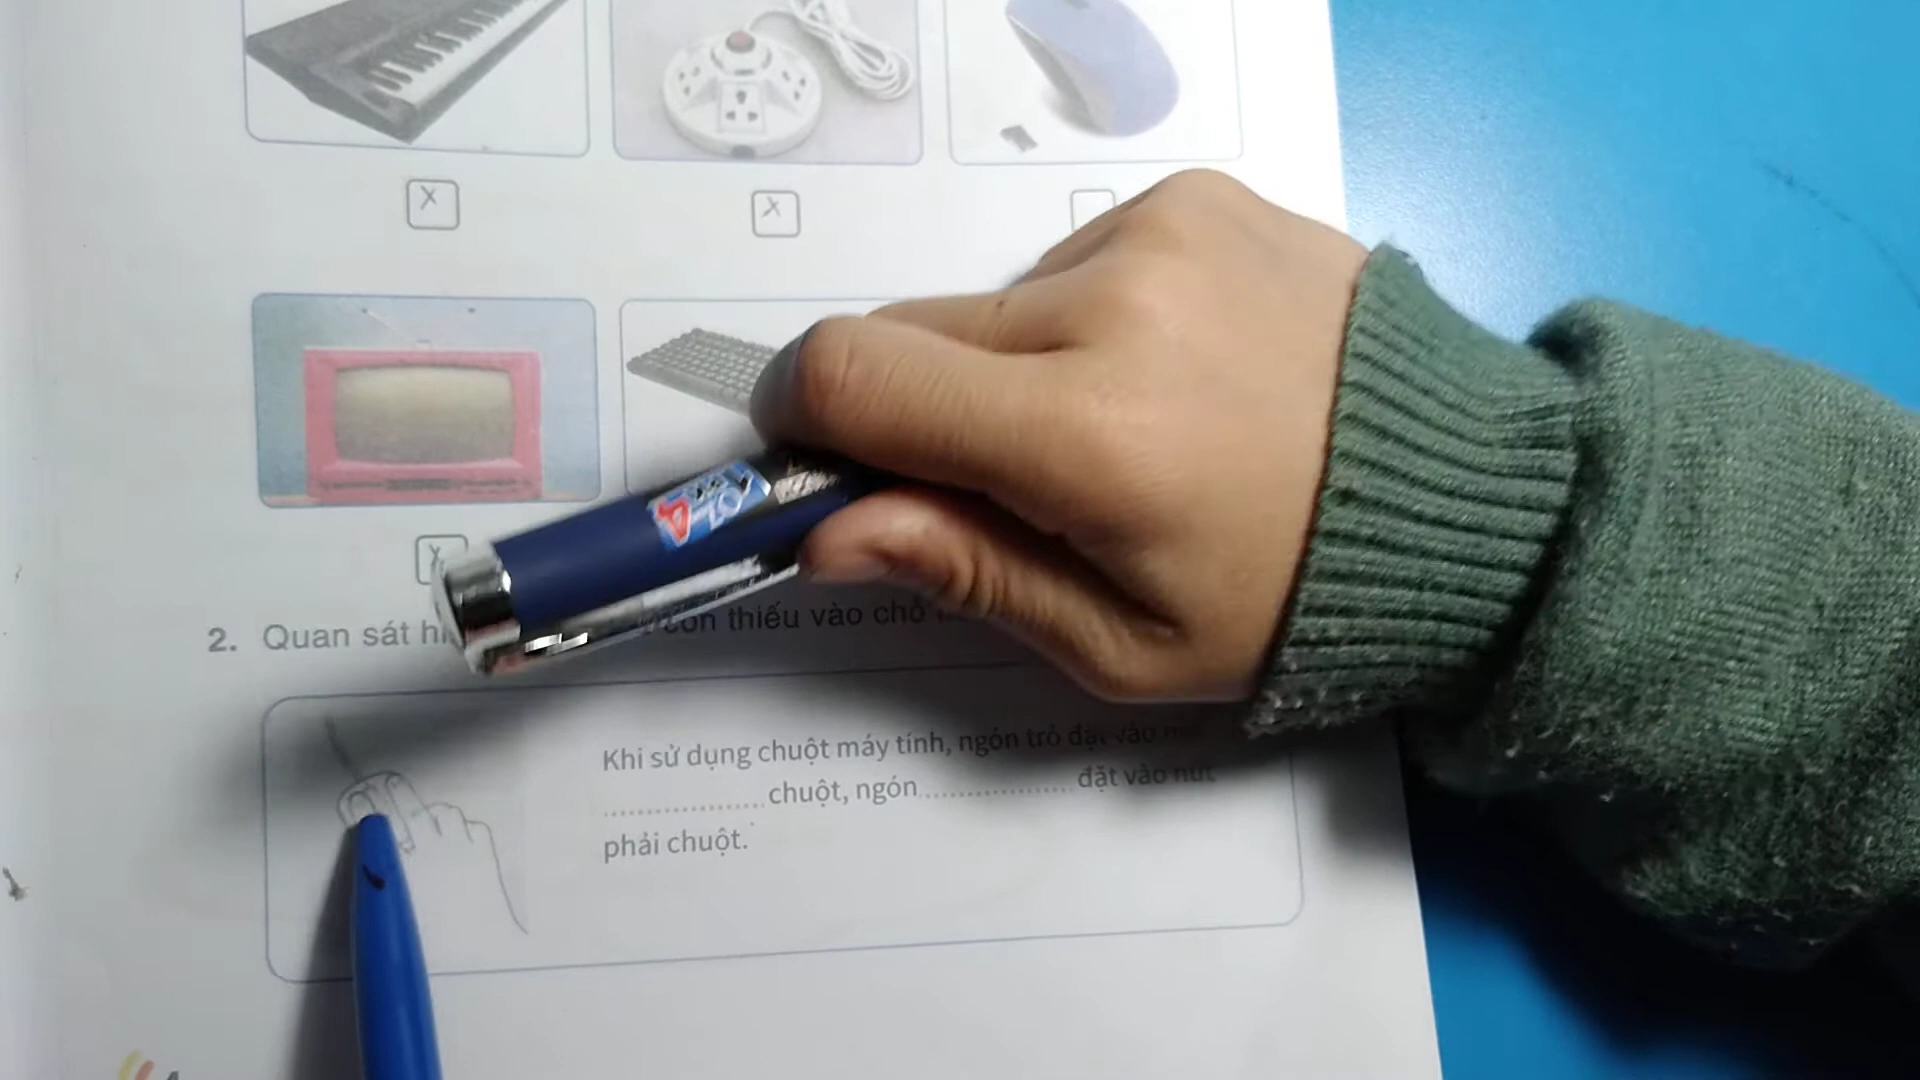 X
X
X
2. Quan sát
còn thiếu vào chỗ
Khi sử dụng chuột máy tính, ngón trỏ đặt vào
.................... chuột, ngón.................... đặt vào nút
phải chuột.